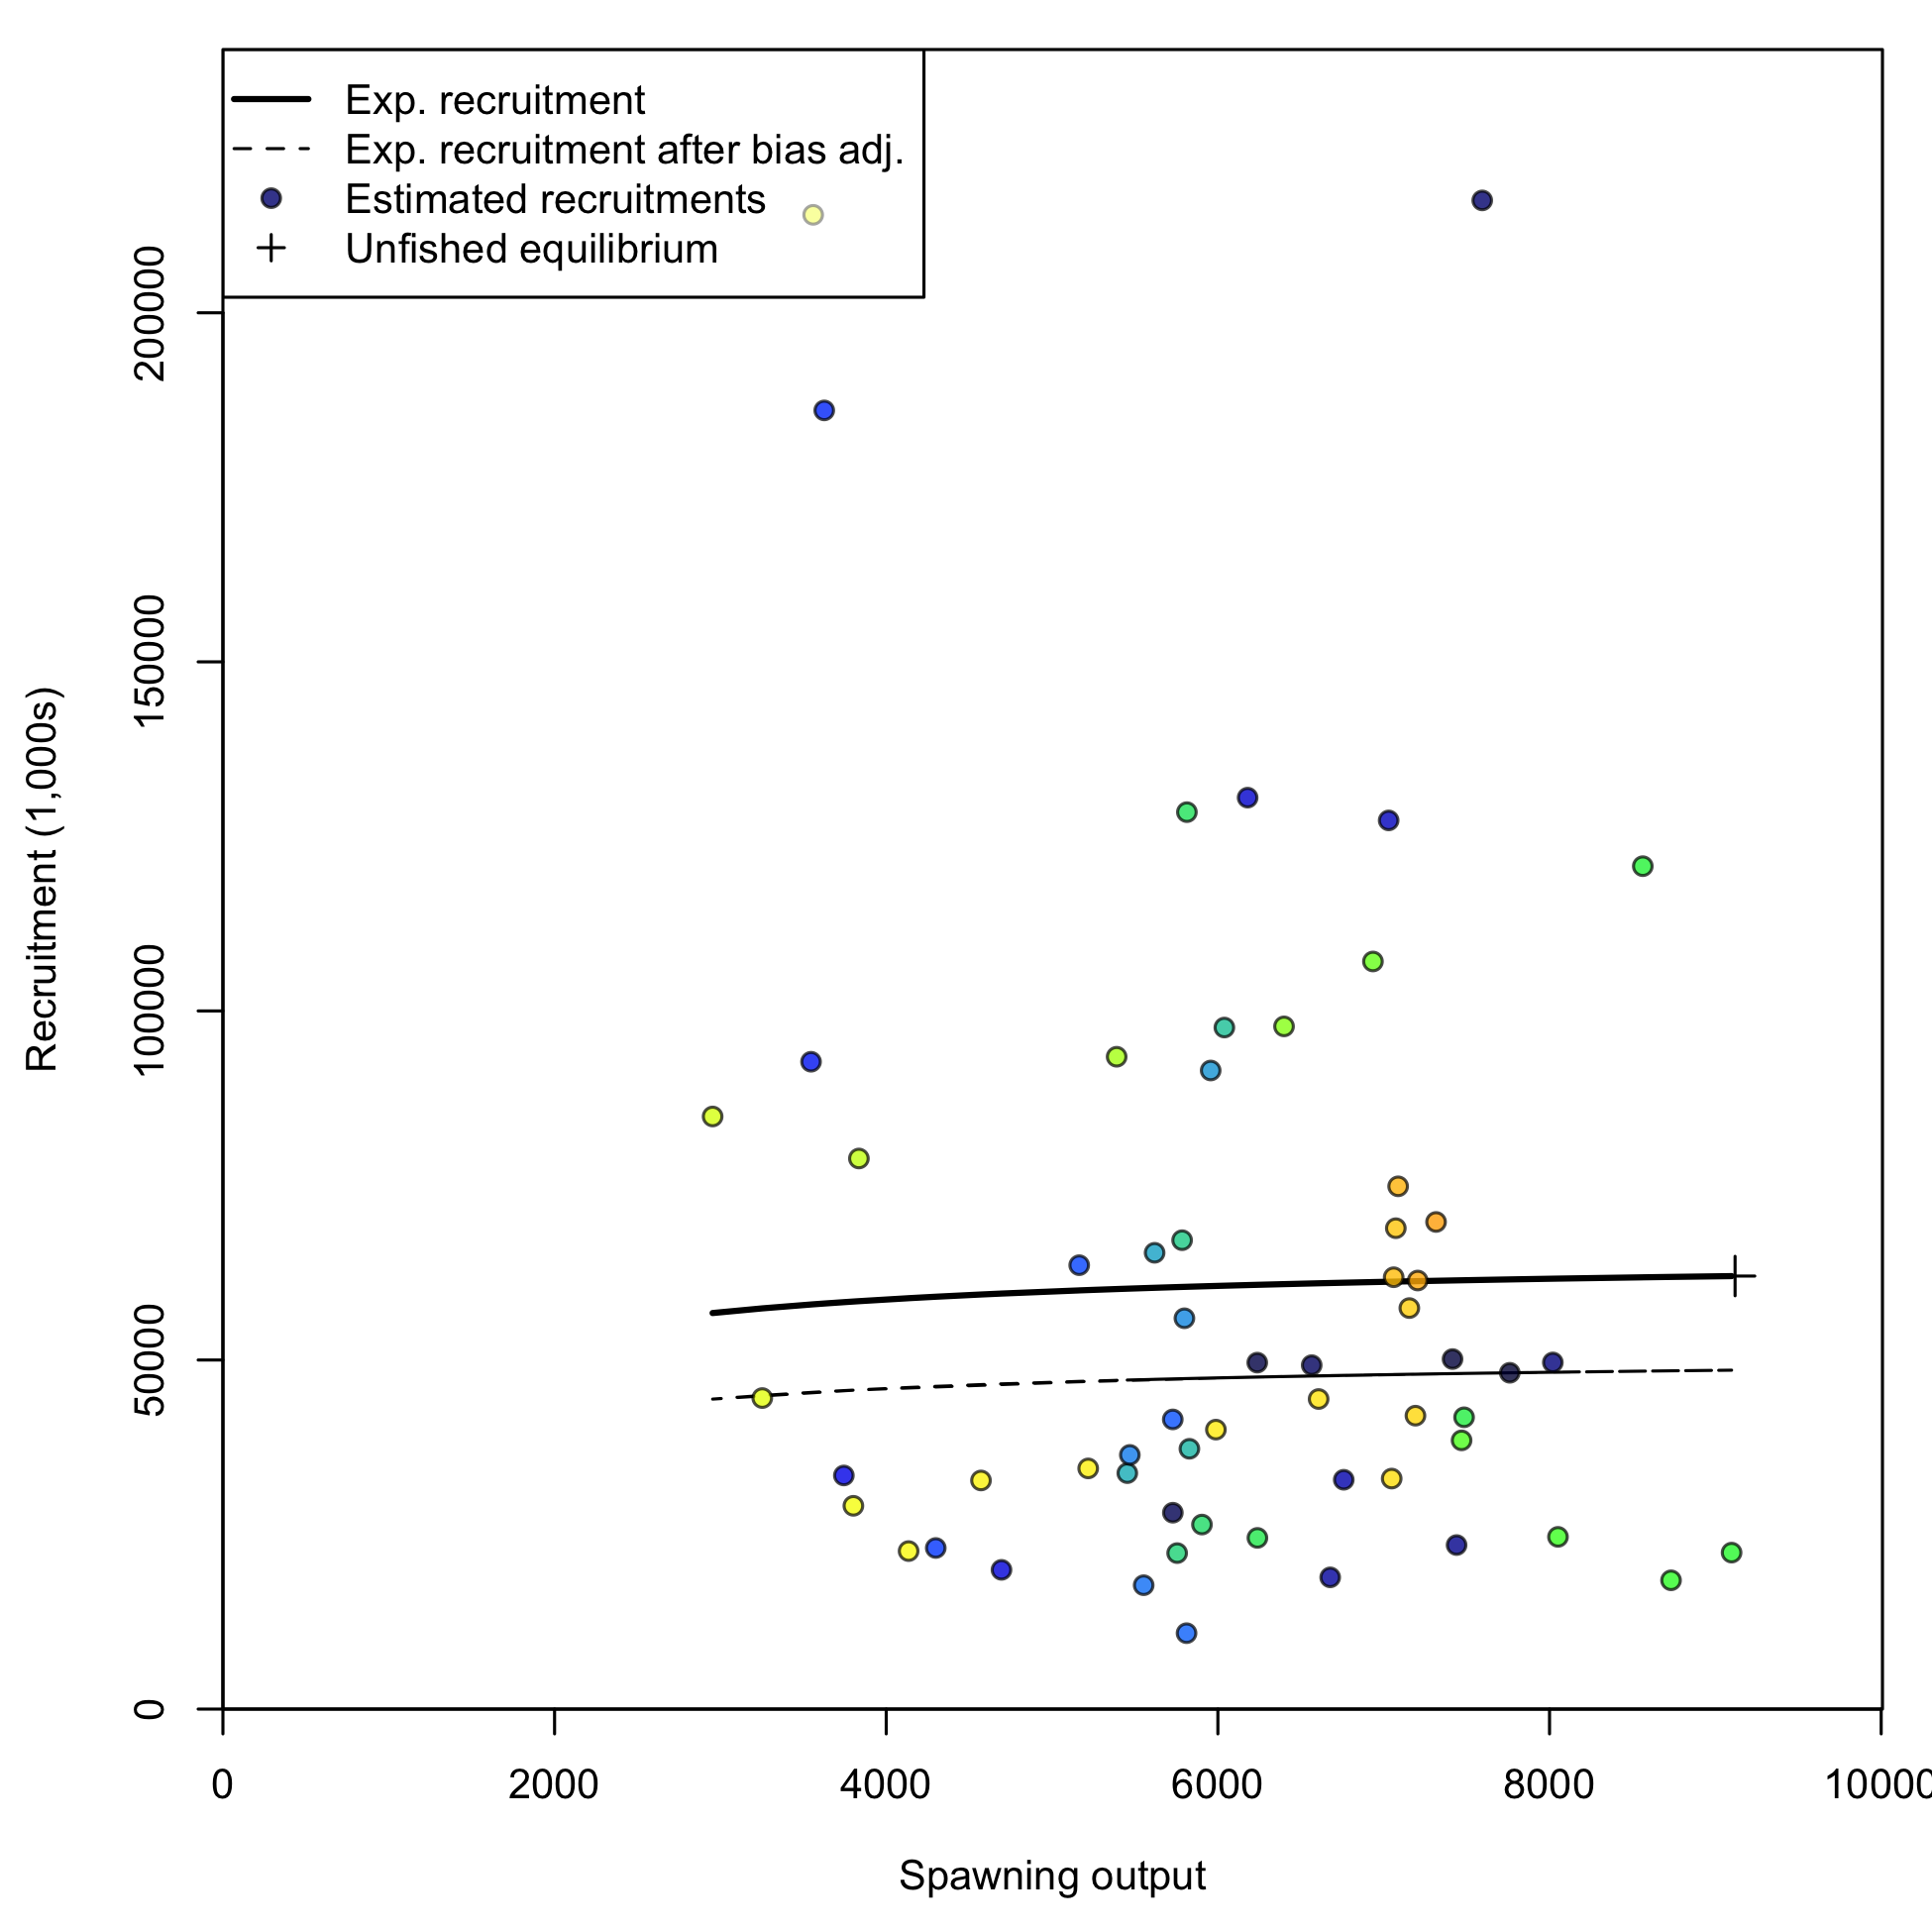 Exp. recruitment
Exp. recruitment after bias adj.
Estimated recruitments
Unfished equilibrium
200000
150000
100000
50000
0
Recruitment (1,000s)
0 2000 4000 6000 8000 10000
Spawning output